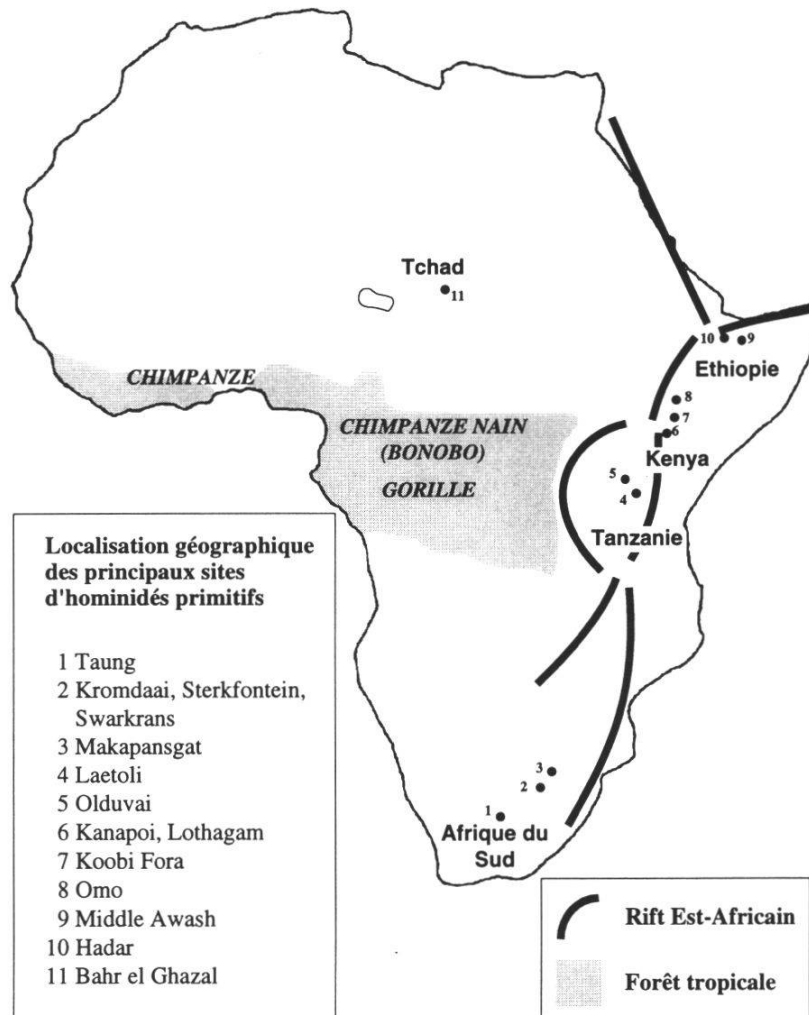 Tchad
11
10
9
Ethiopie
CHIMPANZE
8
7
CHIMPANZE NAIN
(BONOBO)
6
Kenya
GORILLE
5
4
Tanzanie
Localisation géographique
des principaux sites
d'hominidés primitifs
1 Taung
2 Kromdaai, Sterkfontein,
Swarkrans
3 Makapansgat
4 Laetoli
5 Olduvai
6 Kanapoi, Lothagam
7 Koobi Fora
8 Omo
9 Middle Awash
10 Hadar
11 Bahr el Ghazal
3
2
1
Afrique du
Sud
Rift Est-Africain
Forêt tropicale